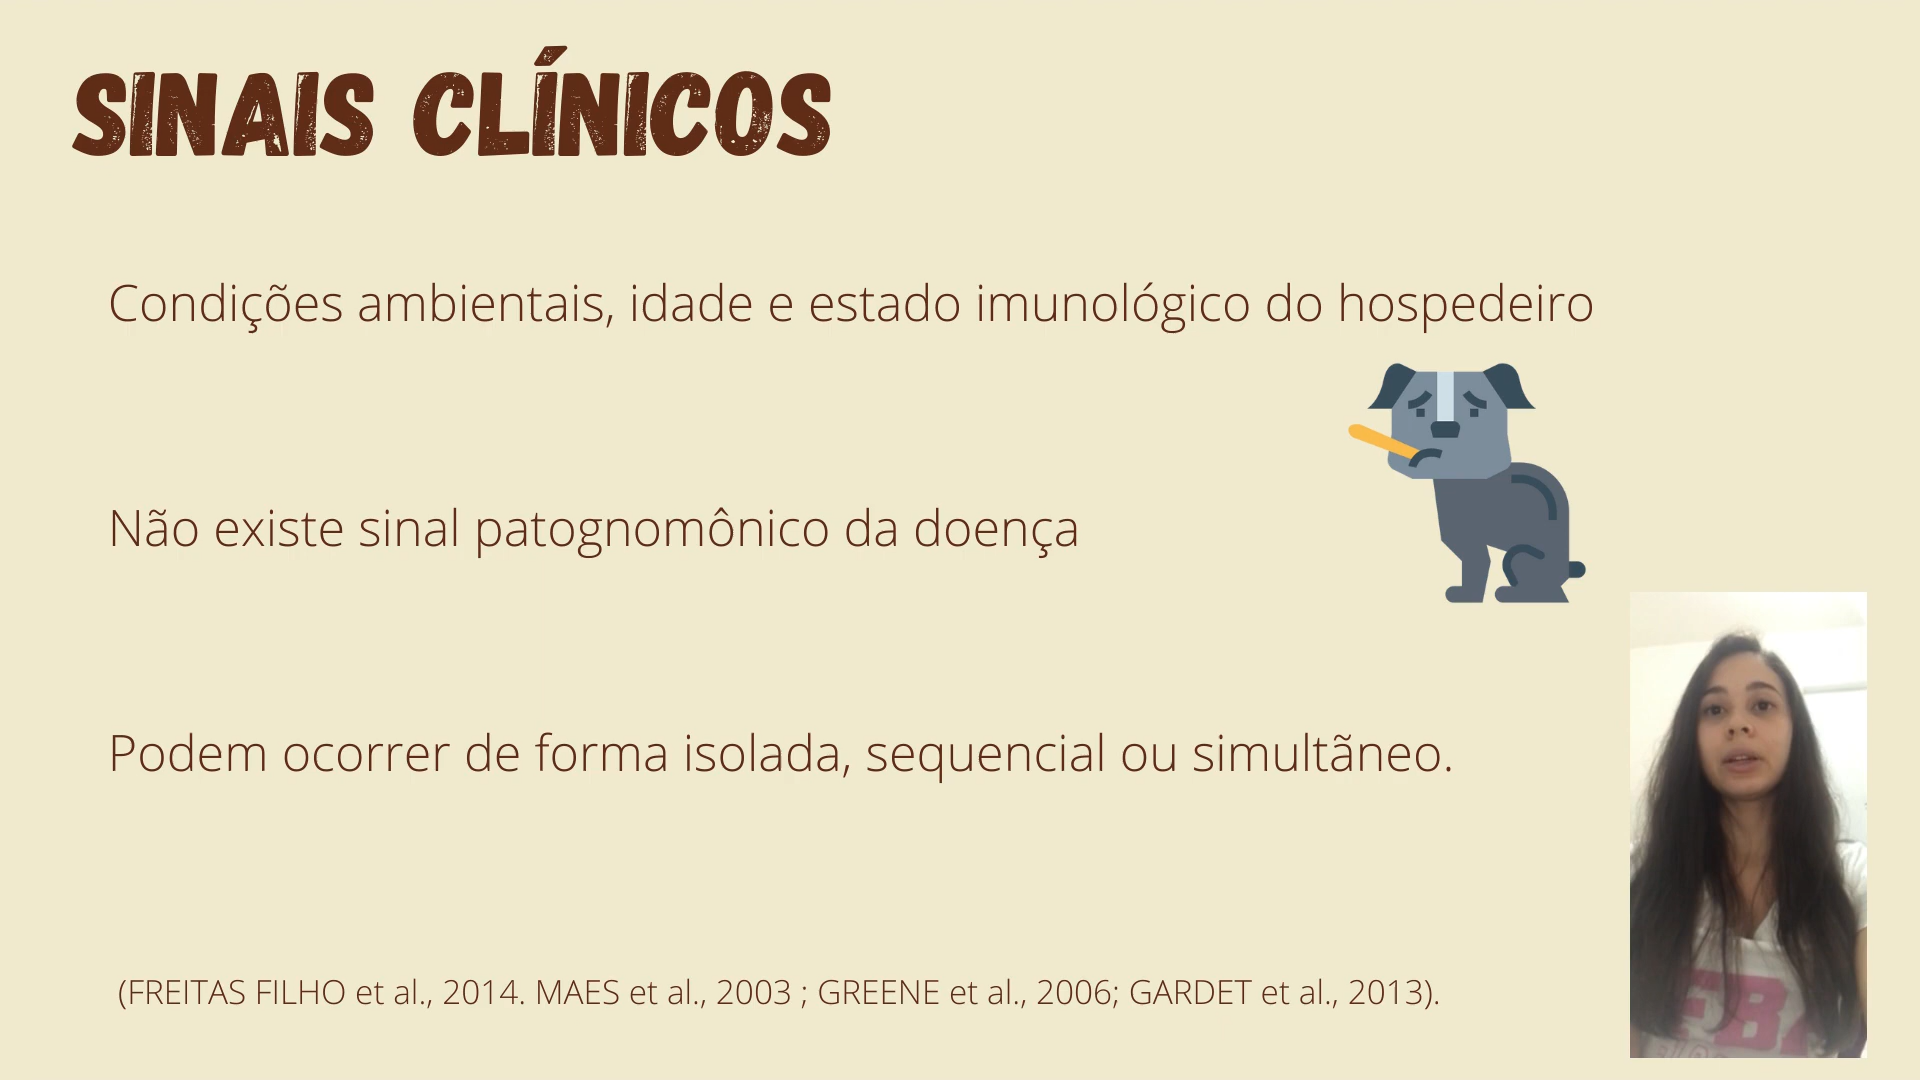 SINAIS CLÍNICOS
Condições ambientais, idade e estado imunológico do hospedeiro
Não existe sinal patognomônico da doença
Podem ocorrer de forma isolada, sequencial ou simultãneo.
(FREITAS FILHO et al., 2014. MAES et al., 2003 ; GREENE et al., 2006; GARDET et al., 2013).